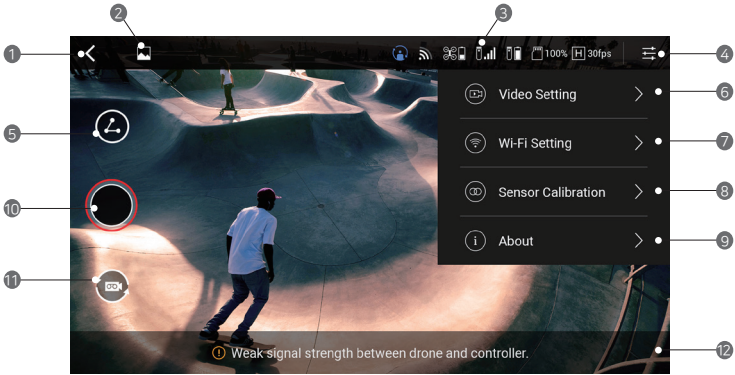 2
3
1
100% H 30fps
4
Video Setting
6
5
Wi-Fi Setting
7
Sensor Calibration
8
10
About
9
11
Weak signal strength between drone and controller.
12